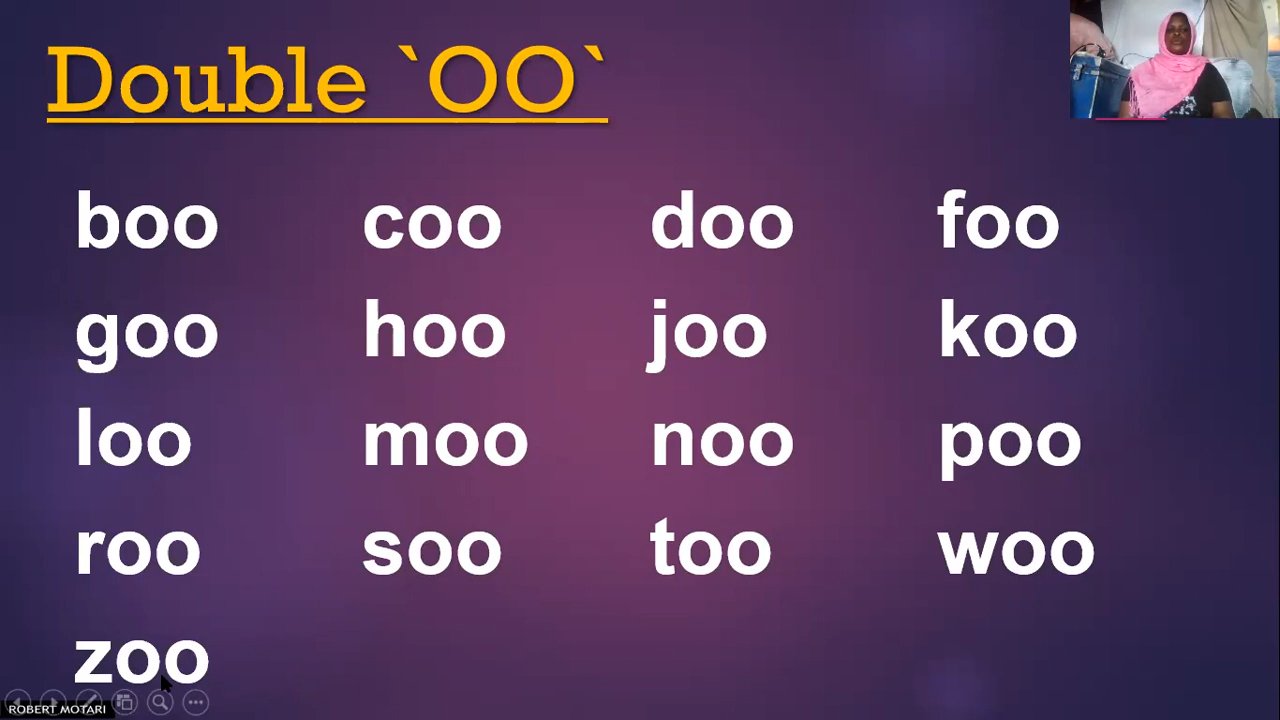 Double `OO`
boo coo doo foo
goo hoo joo koo
loo moo noo poo
roo soo too woo
zoo
ROBERT MOTARI